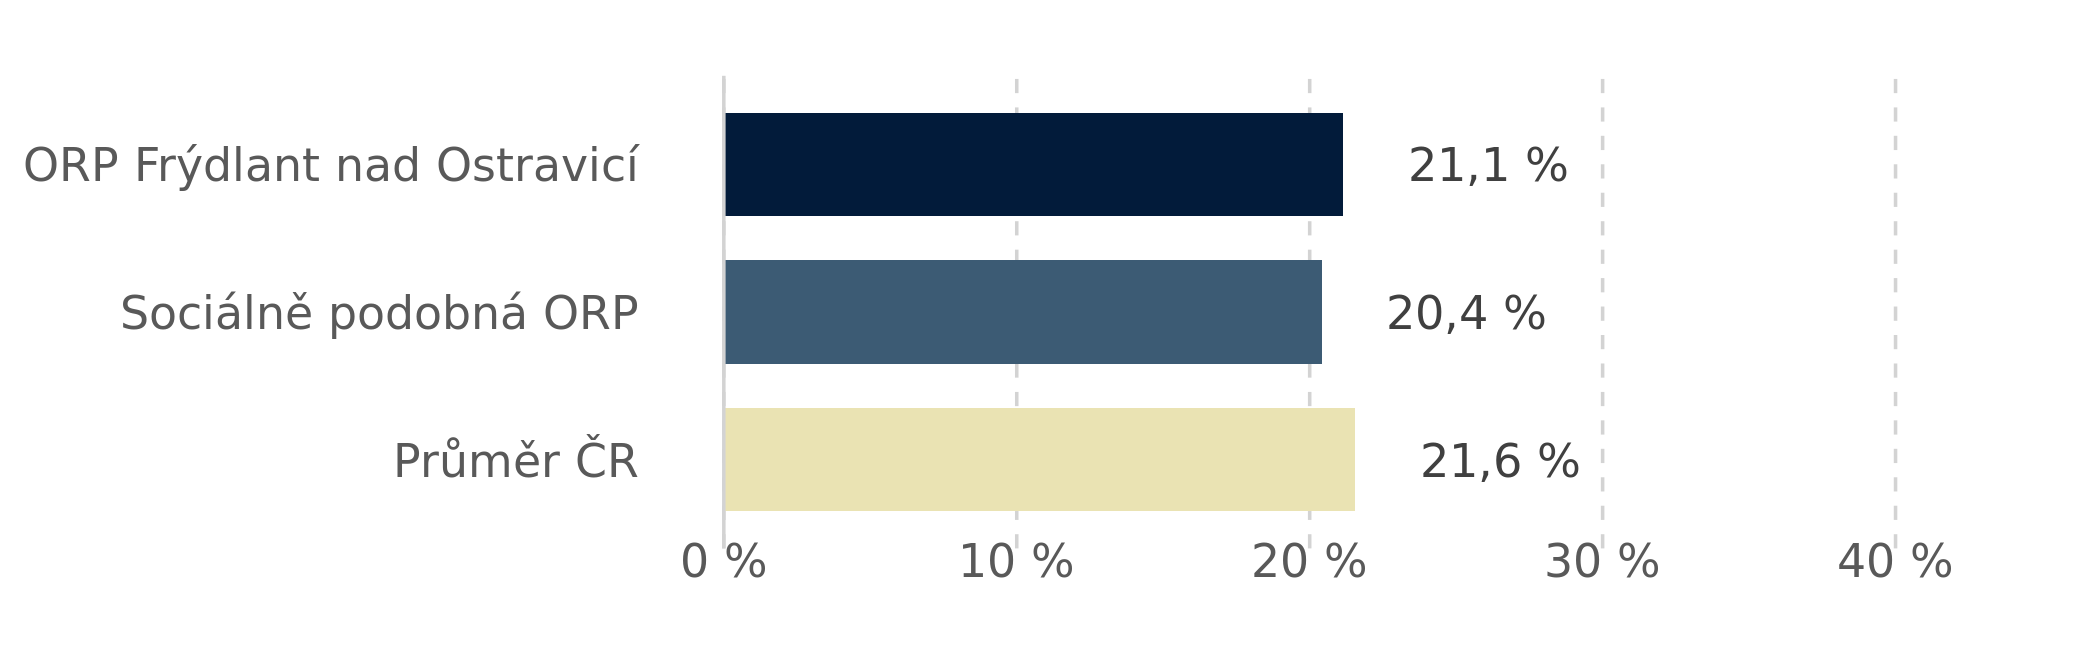 ORP Frýdlant nad Ostravicí 21,1 %
Sociálně podobná ORP 20,4 %
Průměr ČR 21,6 %
0 % 10 % 20 % 30 % 40 %